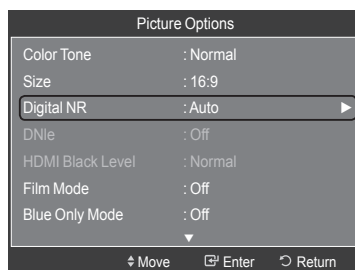 Picture Options
Color Tone : Normal
Size : 16:9
Digital NR : Auto ►
DNIe : Off
HDMI Black Level : Normal
Film Mode : Off
Blue Only Mode : Off
▼
Move Enter Return